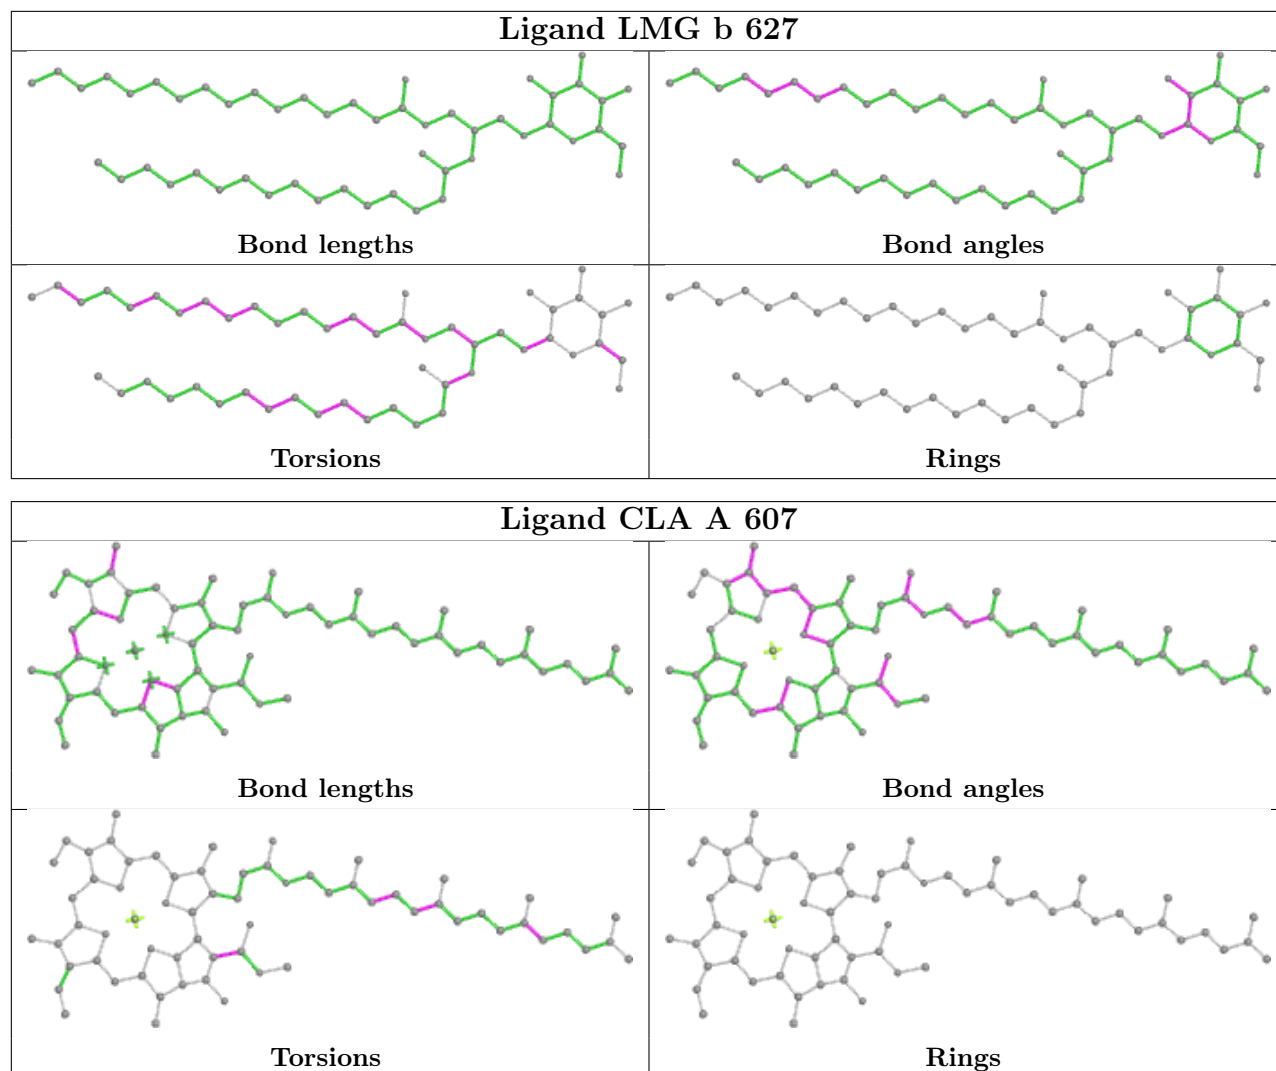 Ligand LMG b 627
Bond lengths
Bond angles
Torsions
Rings
Ligand CLA A 607
Bond lengths
Bond angles
Torsions
Rings